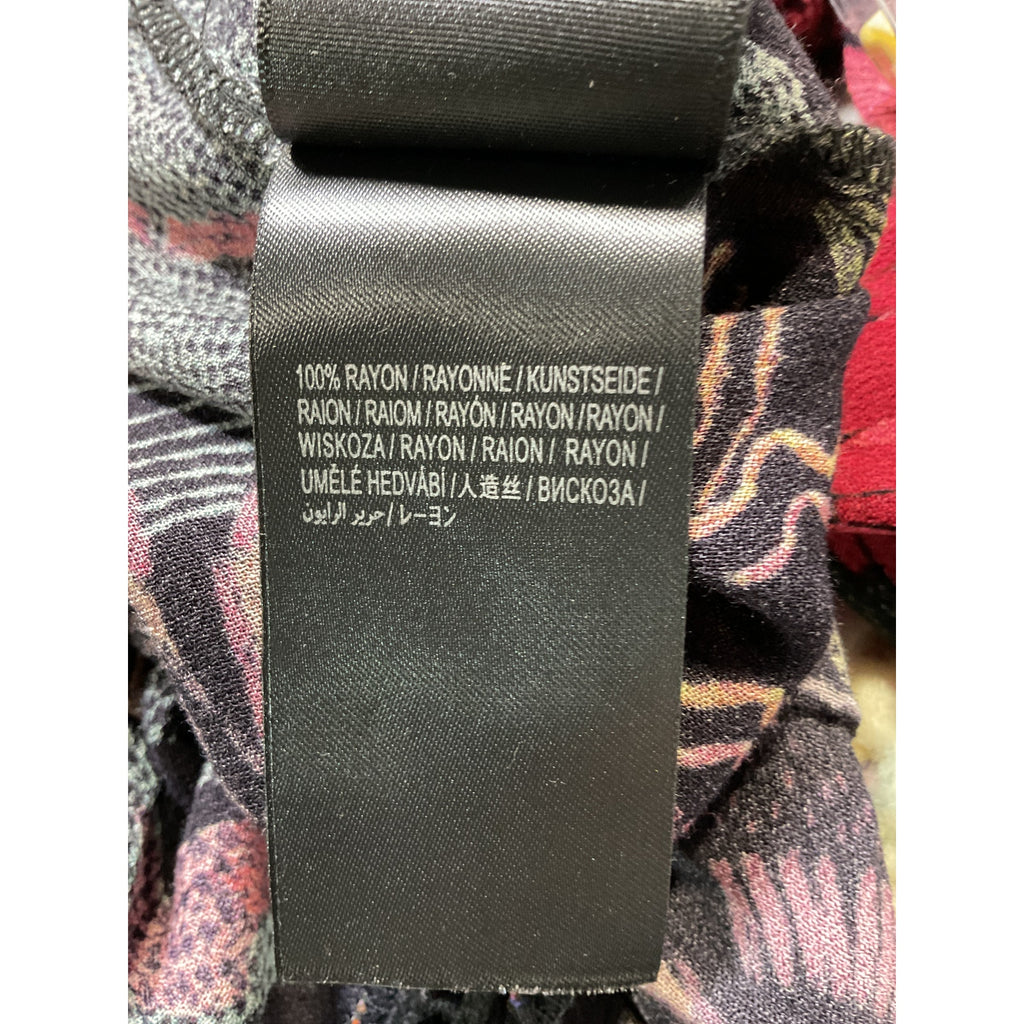 100% RAYON / RAYONNE / KUNSTSEIDE /
RAION / RAIOM / RAYÓN / RAYON / RAYON /
WISKOZA / RAYON / RAION / RAYON /
UMĚLÉ HEDVÁBÍ / 人造丝 / ВИСКОЗА /
حرير الرايون / レーヨン